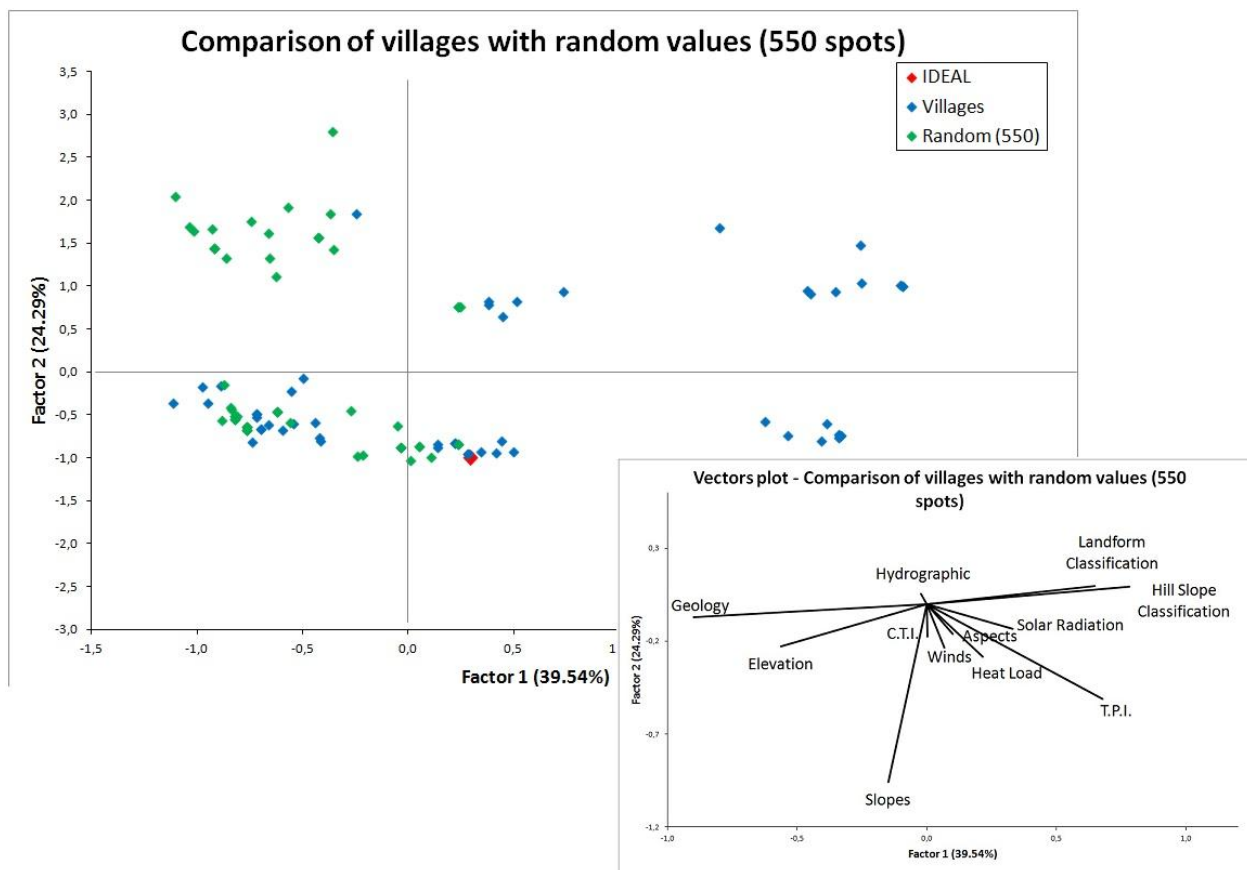 Comparison of villages with random values (550 spots)
IDEAL
Villages
Random (550)
3,5
3,0
2,5
2,0
1,5
1,0
0,5
0,0
-0,5
-1,0
-1,5
-2,0
-2,5
-3,0
Factor 2 (24.29%)
-1,5
-1,0
-0,5
0,0
0,5
1
Factor 1 (39.54%)
Vectors plot - Comparison of villages with random values (550
spots)
0,3
-0,2
-0,7
-1,2
Factor 2 (24.29%)
Landform
Classification
Hydrographic
Hill Slope
Classification
Geology
Solar Radiation
C.T.I.
Aspects
Winds
Elevation
Heat Load
T.P.I.
Slopes
-1,0
-0,5
0,0
0,5
1,0
Factor 1 (39.54%)